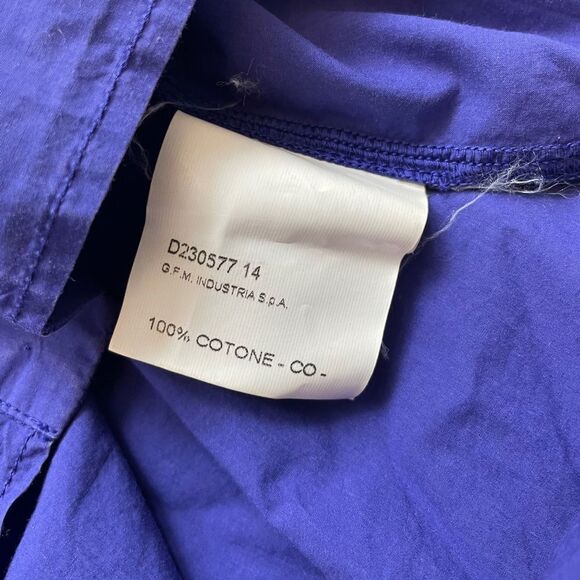 D230577 14
G.F.M. INDUSTRIA S.p.A.
100% COTONE - CO -